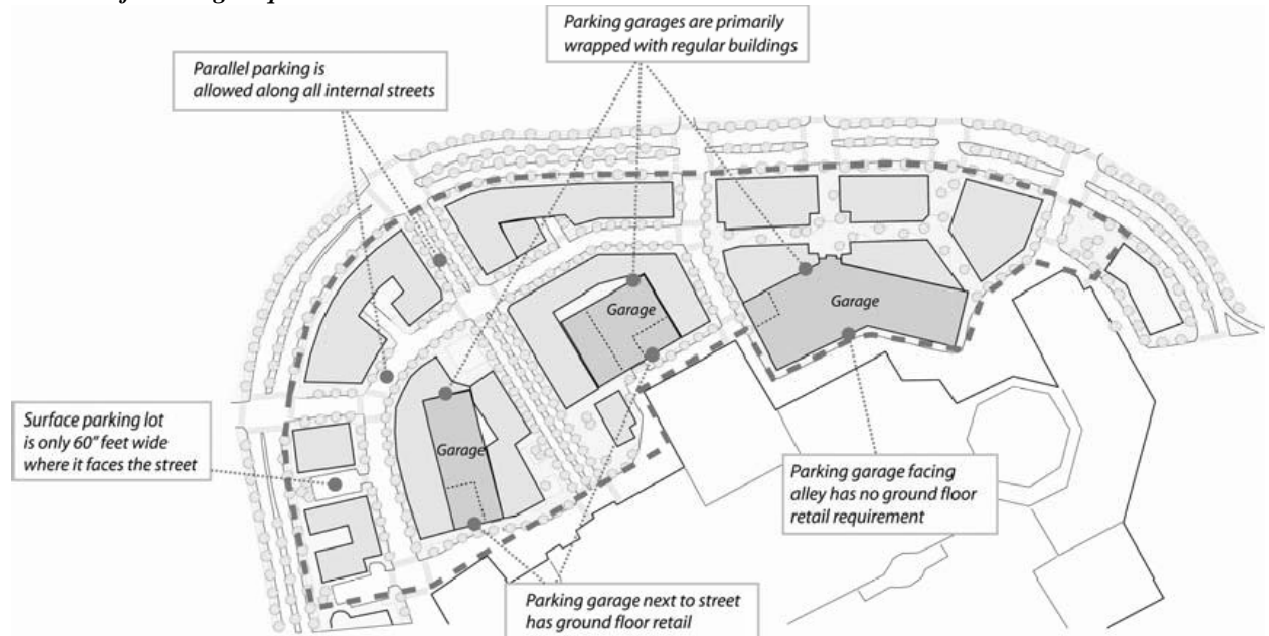 Parking garages are primarily
wrapped with regular buildings
Parallel parking is
allowed along all internal streets
Garage
Garage
Garage
Surface parking lot
is only 60” feet wide
where it faces the street
Parking garage facing
alley has no ground floor
retail requirement
Parking garage next to street
has ground floor retail